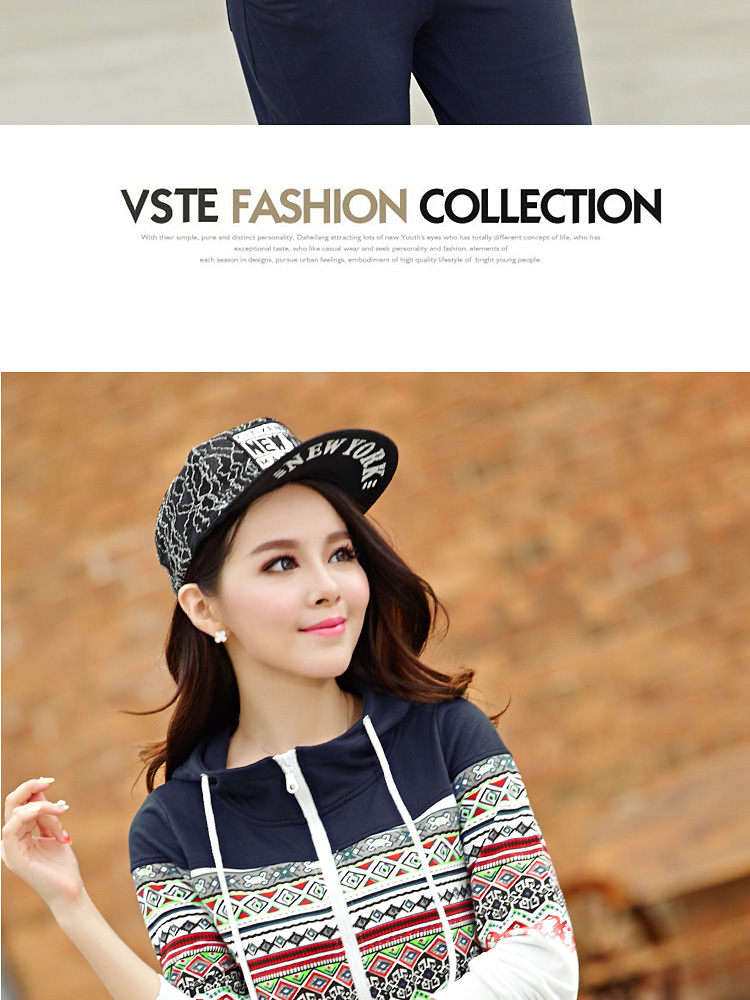 VSTE FASHION COLLECTION
With their simple, pure and distinct personality, Daheilang attracting lots of new Youth's eyes who has totally different concept of life, who has
exceptional taste, who like casual wear and seek personality and fashion. elements of
each season in designs, pursue urban feelings, embodiment of high quality lifestyle of bright young people.
NEW
=NEW YORK=